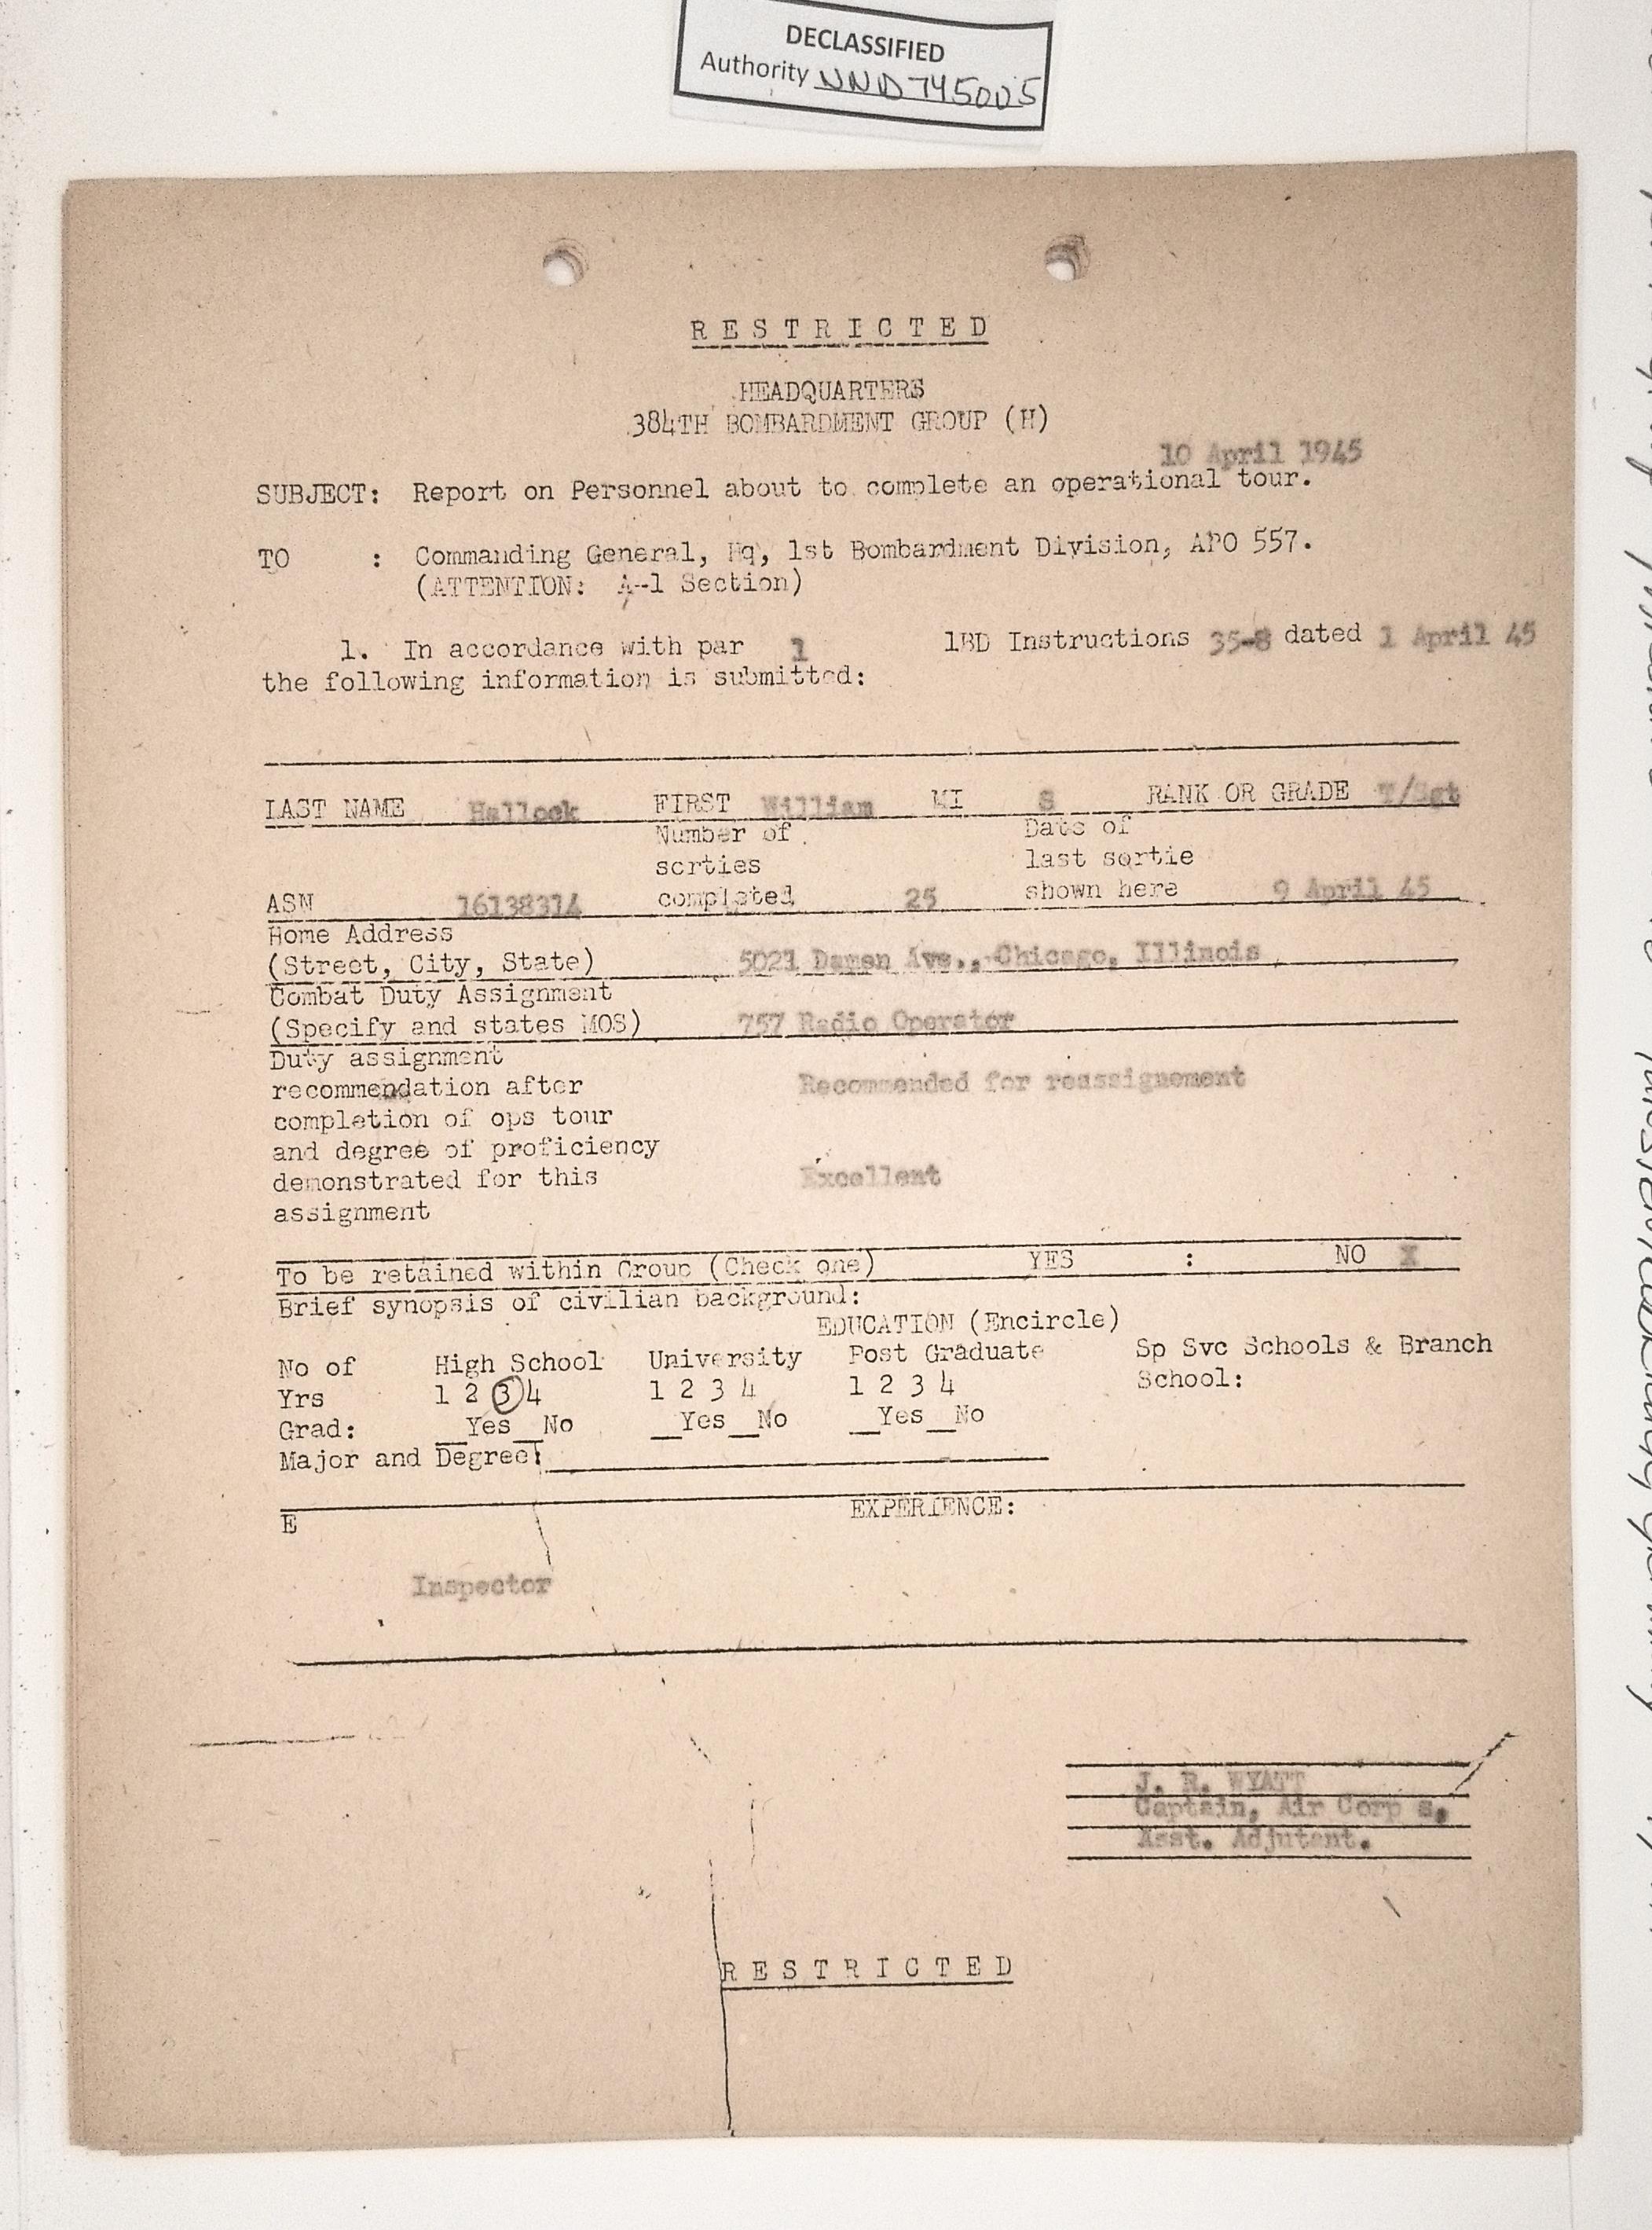 DECLASSIFIED
Authority NND 745005
R E S T R I C T E D
HEADQUARTERS
384TH BOMBARDMENT GROUP (H)
10 April 1945
SUBJECT: Report on Personnel about to complete an operational tour.
TO : Commanding General, Hq, 1st Bombardment Division, APO 557.
(ATTENTION: A-1 Section)
1. In accordance with par 1 1BD Instructions 35-8 dated 1 April 45
the following information is submitted:
LAST NAME Hallock FIRST William MI S RANK OR GRADE T/Sgt
Number of Date of
sorties last sortie
ASN 16138314 completed 25 shown here 9 April 45
Home Address
(Street, City, State) 5021 Damen Ave., Chicago, Illinois
Combat Duty Assignment
(Specify and states MOS) 757 Radio Operator
Duty assignment
recommendation after Recommended for reassignement
completion of ops tour
and degree of proficiency
demonstrated for this Excellent
assignment
To be retained within Group (Check one) YES : NO X
Brief synopsis of civilian background:
EDUCATION (Encircle)
No of High School University Post Graduate Sp Svc Schools & Branch
Yrs 1 2 3 4 1 2 3 4 1 2 3 4 School:
Grad: __Yes__No __Yes__No __Yes__No
Major and Degree:
E EXPERIENCE:
Inspector
J. R. WYATT
Captain, Air Corp s,
Asst. Adjutant.
R E S T R I C T E D